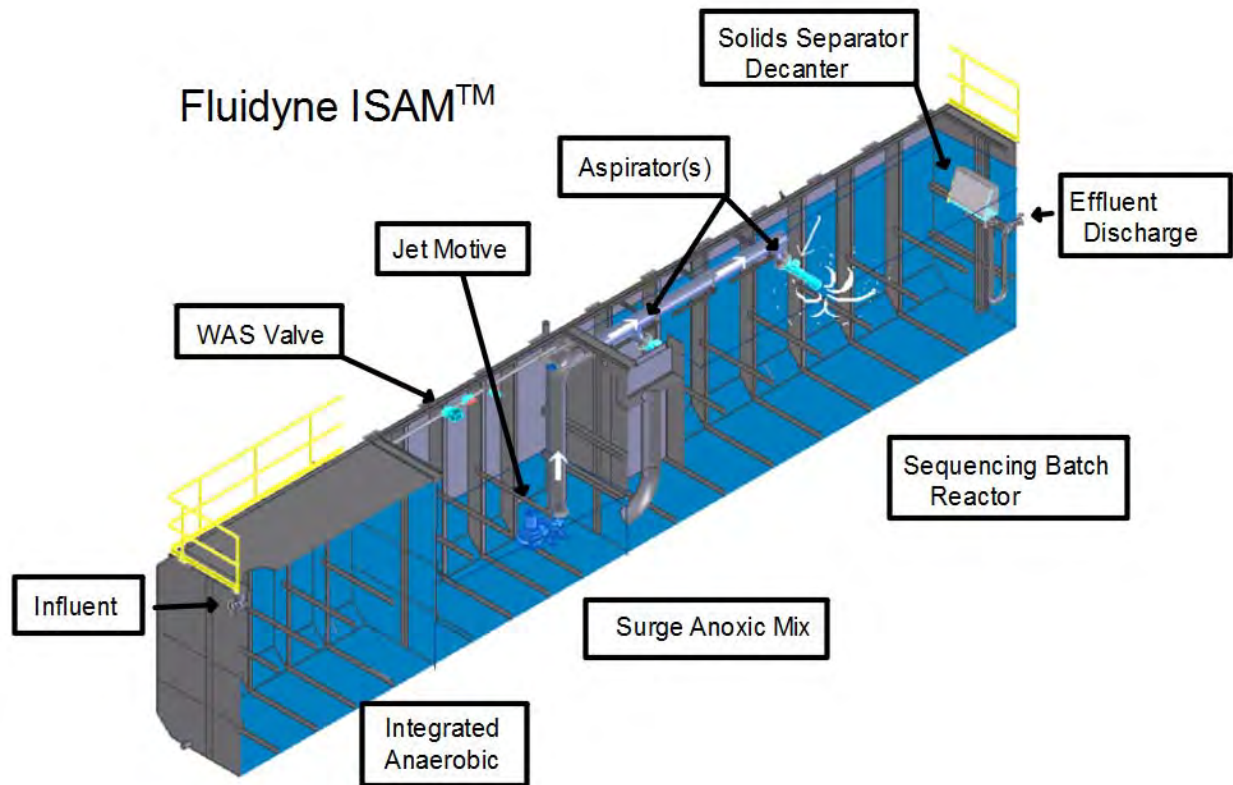 Fluidyne ISAM™
Solids Separator
Decanter
Aspirator(s)
Effluent
Discharge
Jet Motive
WAS Valve
Sequencing Batch
Reactor
Influent
Surge Anoxic Mix
Integrated
Anaerobic